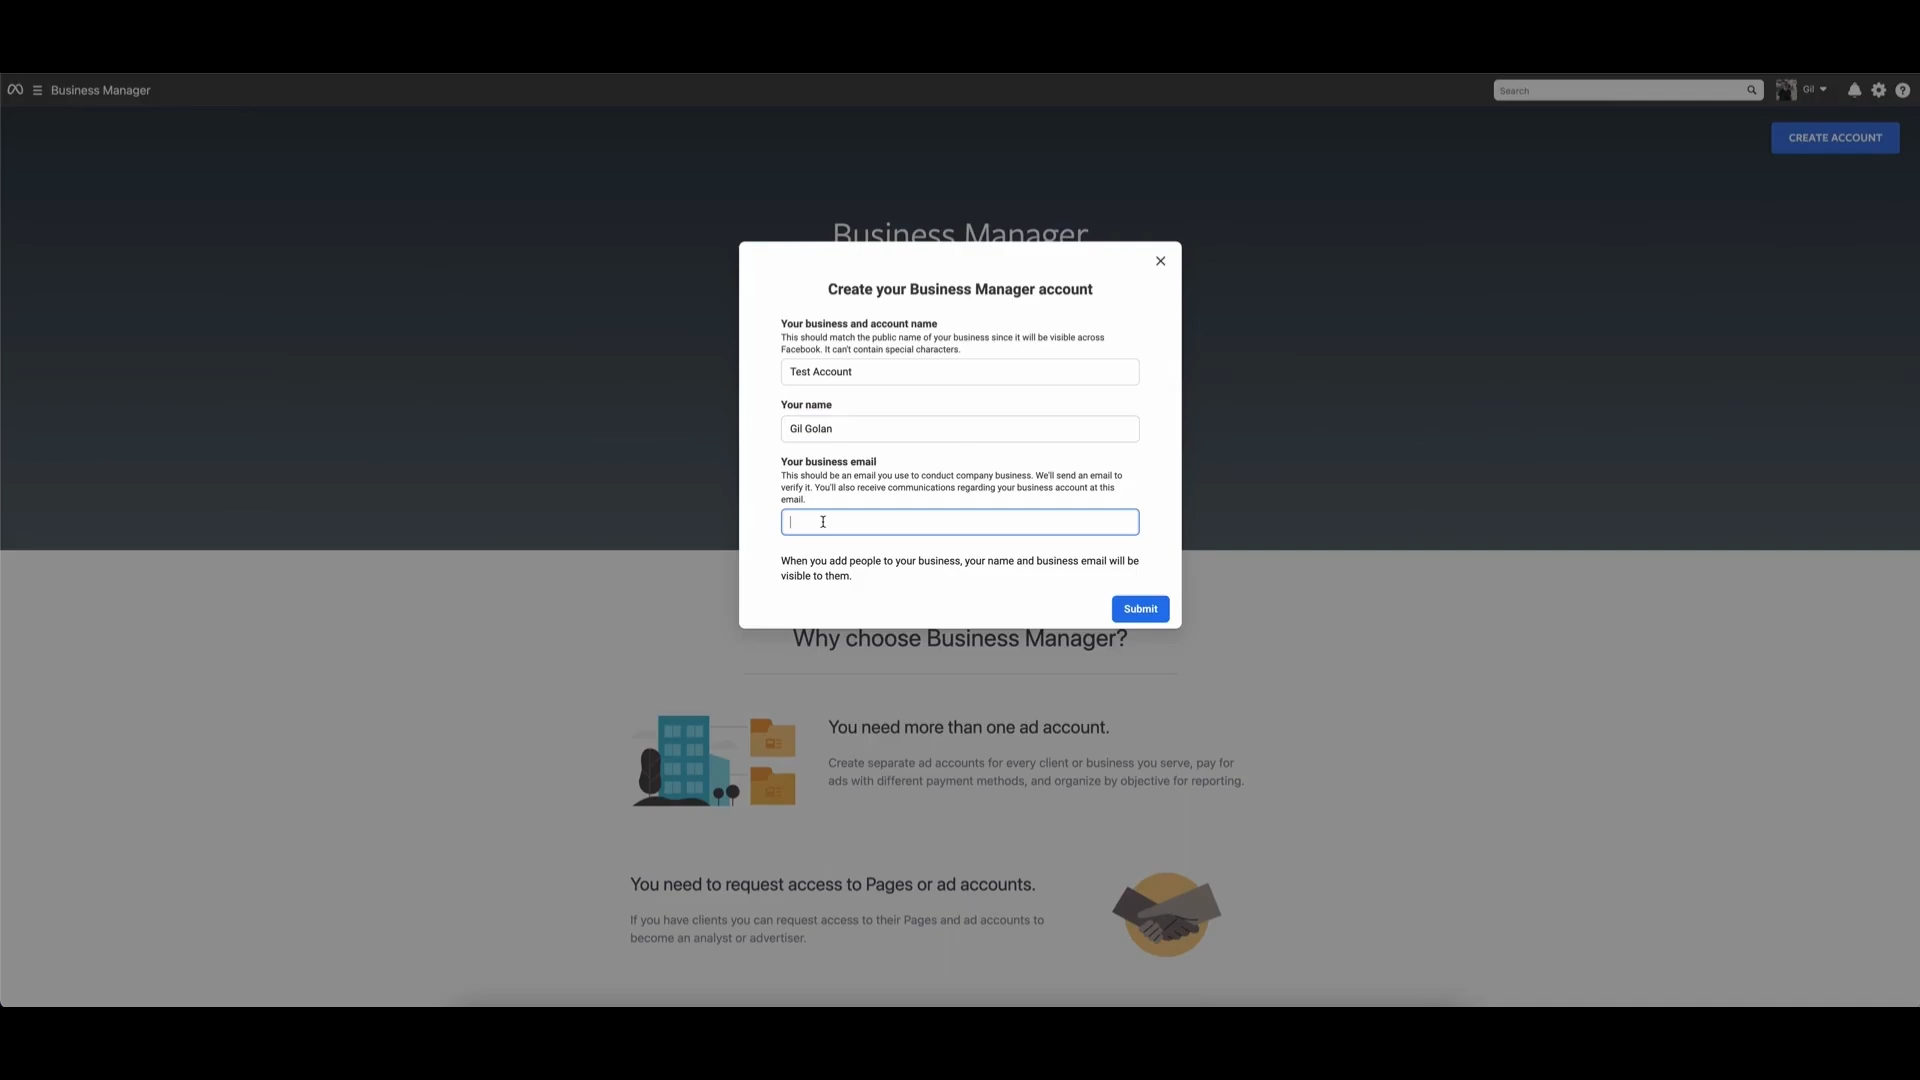 Business Manager
Search
Gil
CREATE ACCOUNT
Business Manager
Create your Business Manager account
Your business and account name
This should match the public name of your business since it will be visible across
Facebook. It can't contain special characters.
Test Account
Your name
Gil Golan
Your business email
This should be an email you use to conduct company business. We'll send an email to
verify it. You'll also receive communications regarding your business account at this
email.
When you add people to your business, your name and business email will be
visible to them.
Submit
Why choose Business Manager?
You need more than one ad account.
Create separate ad accounts for every client or business you serve, pay for
ads with different payment methods, and organize by objective for reporting.
You need to request access to Pages or ad accounts.
If you have clients you can request access to their Pages and ad accounts to
become an analyst or advertiser.